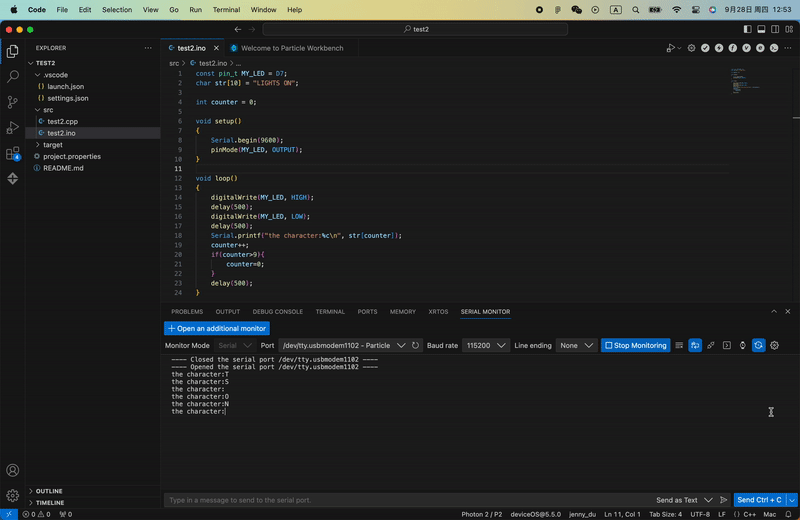 Code File Edit Selection View Go Run Terminal Window Help
A
9月28日 周四 12:53
test2
EXPLORER
test2.ino
Welcome to Particle Workbench
TEST2
.vscode
launch.json
settings.json
src
test2.cpp
test2.ino
target
project.properties
README.md
4
src > test2.ino > ...
1 const pin_t MY_LED = D7;
2 char str[10] = "LIGHTS ON";
3
4 int counter = 0;
5
6 void setup()
7 {
8 Serial.begin(9600);
9 pinMode(MY_LED, OUTPUT);
10 }
11
12 void loop()
13 {
14 digitalWrite(MY_LED, HIGH);
15 delay(500);
16 digitalWrite(MY_LED, LOW);
17 delay(500);
18 Serial.printf("the character:%c\n", str[counter]);
19 counter++;
20 if(counter>9){
21 counter=0;
22 }
23 delay(500);
24 }
PROBLEMS OUTPUT DEBUG CONSOLE TERMINAL PORTS MEMORY XRTOS SERIAL MONITOR
+ Open an additional monitor
Monitor Mode Serial Port /dev/tty.usbmodem1102 - Particle Baud rate 115200 Line ending None Stop Monitoring
---- Closed the serial port /dev/tty.usbmodem1102 ----
---- Opened the serial port /dev/tty.usbmodem1102 ----
the character:T
the character:S
the character:
the character:O
the character:N
the character:
Type in a message to send to the serial port.
Send as Text
Send Ctrl + C
OUTLINE
TIMELINE
0 0 0
Photon 2 / P2 deviceOS@5.5.0 jenny_du Ln 11, Col 1 Tab Size: 4 UTF-8 LF {} C++ Mac